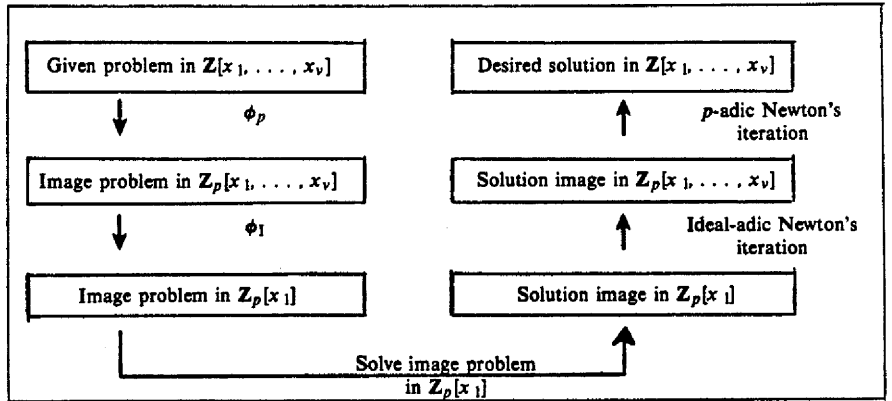 Given problem in Z[x₁, . . . , xᵥ]
ϕₚ
Image problem in Zₚ[x₁, . . . , xᵥ]
ϕ_I
Image problem in Zₚ[x₁]
Solve image problem
in Zₚ[x₁]
Solution image in Zₚ[x₁]
Ideal-adic Newton's
iteration
Solution image in Zₚ[x₁, . . . , xᵥ]
p-adic Newton's
iteration
Desired solution in Z[x₁, . . . , xᵥ]